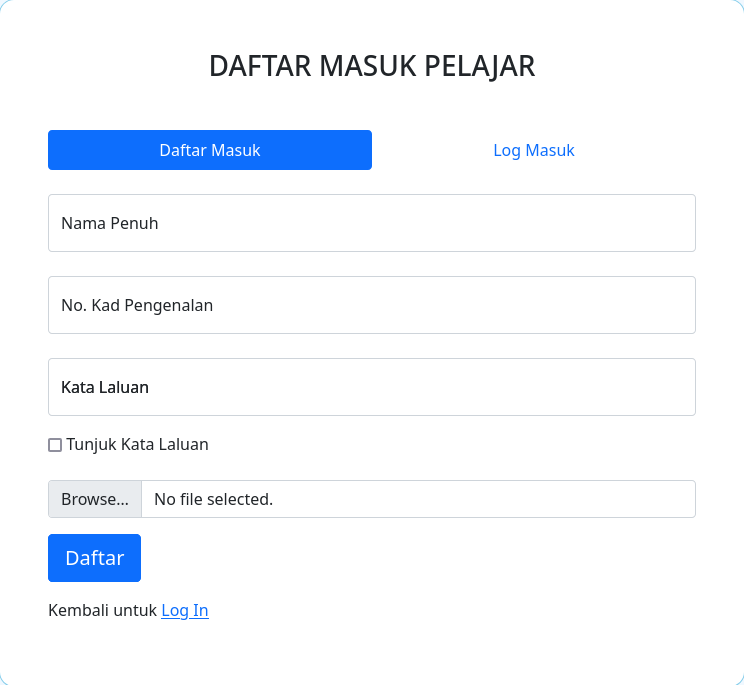 DAFTAR MASUK PELAJAR
Daftar Masuk
Log Masuk
Nama Penuh
No. Kad Pengenalan
Kata Laluan
Tunjuk Kata Laluan
Browse... No file selected.
Daftar
Kembali untuk Log In